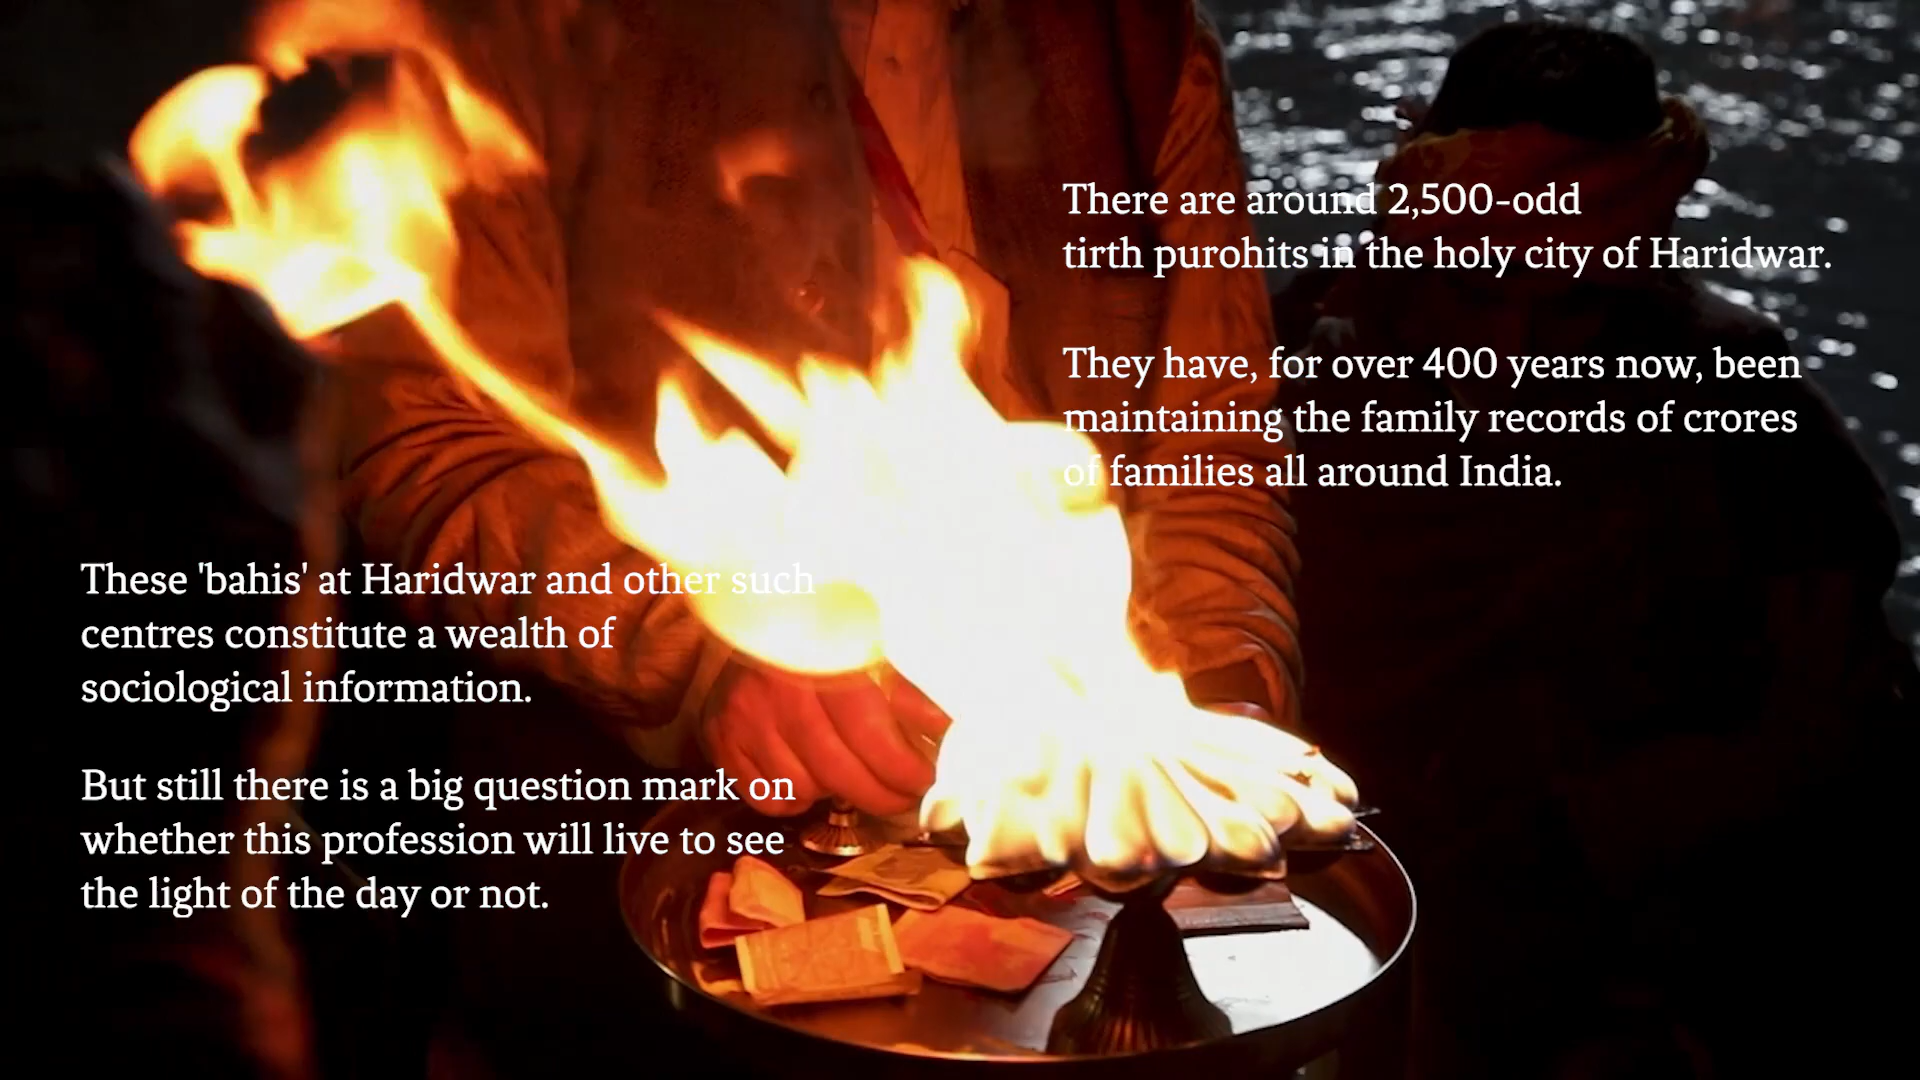 There are around 2,500-odd
tirth purohits in the holy city of Haridwar.
They have, for over 400 years now, been
maintaining the family records of crores
of families all around India.
These 'bahis' at Haridwar and other such
centres constitute a wealth of
sociological information.
But still there is a big question mark on
whether this profession will live to see
the light of the day or not.